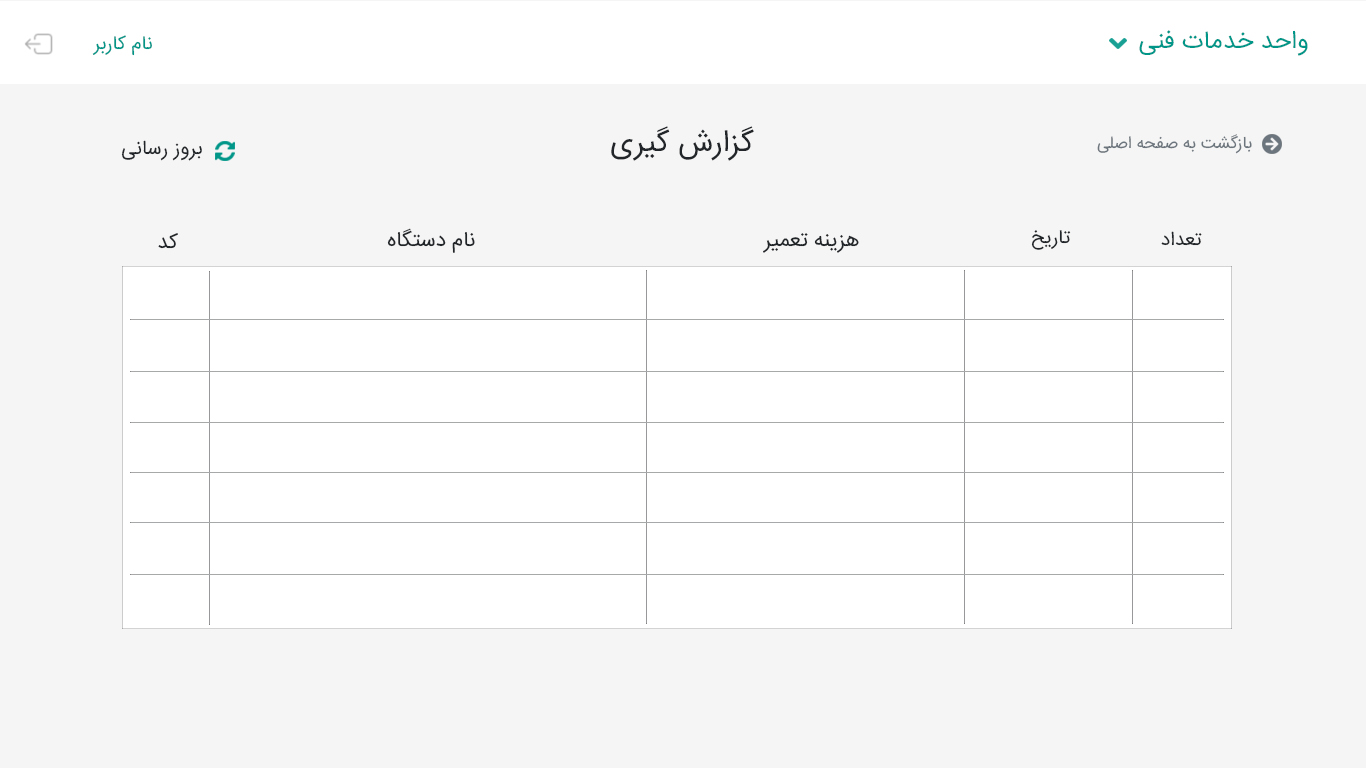 واحد خدمات فنی
نام کاربر
بازگشت به صفحه اصلی
گزارش گیری
بروز رسانی
تعداد
تاریخ
هزینه تعمیر
نام دستگاه
کد